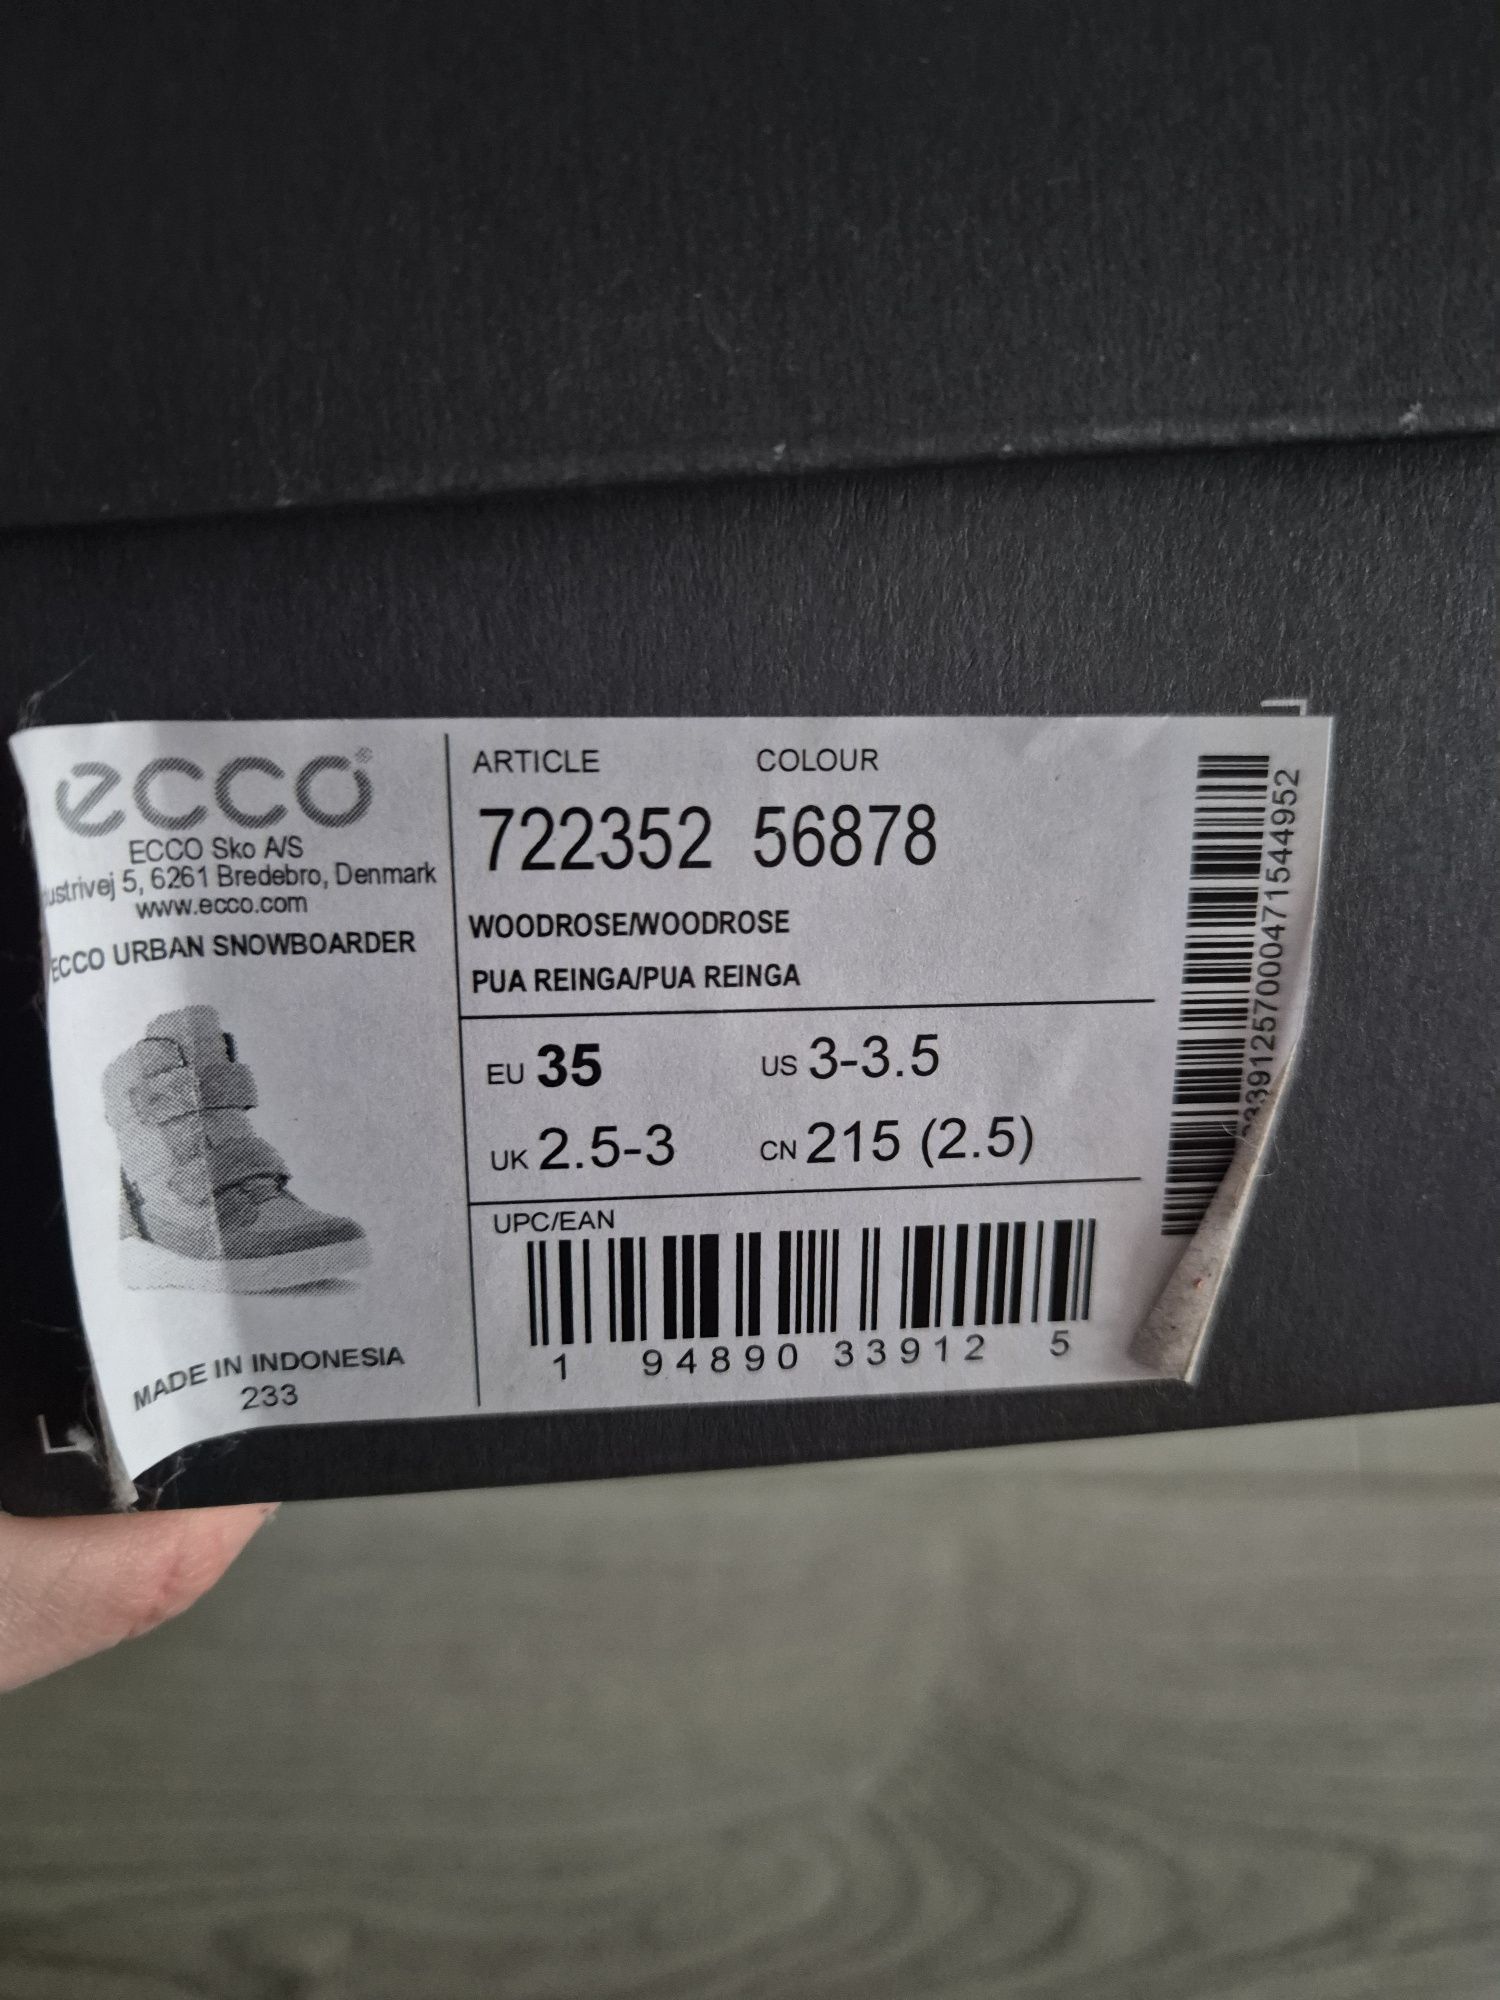 ecco®
ECCO Sko A/S
5, 6261 Bredebro, Denmark
www.ecco.com
ECCO URBAN SNOWBOARDER
MADE IN INDONESIA
233
ARTICLE COLOUR
722352 56878
WOODROSE/WOODROSE
PUA REINGA/PUA REINGA
EU 35 US 3-3.5
UK 2.5-3 CN 215 (2.5)
UPC/EAN
1 94890 33912 5